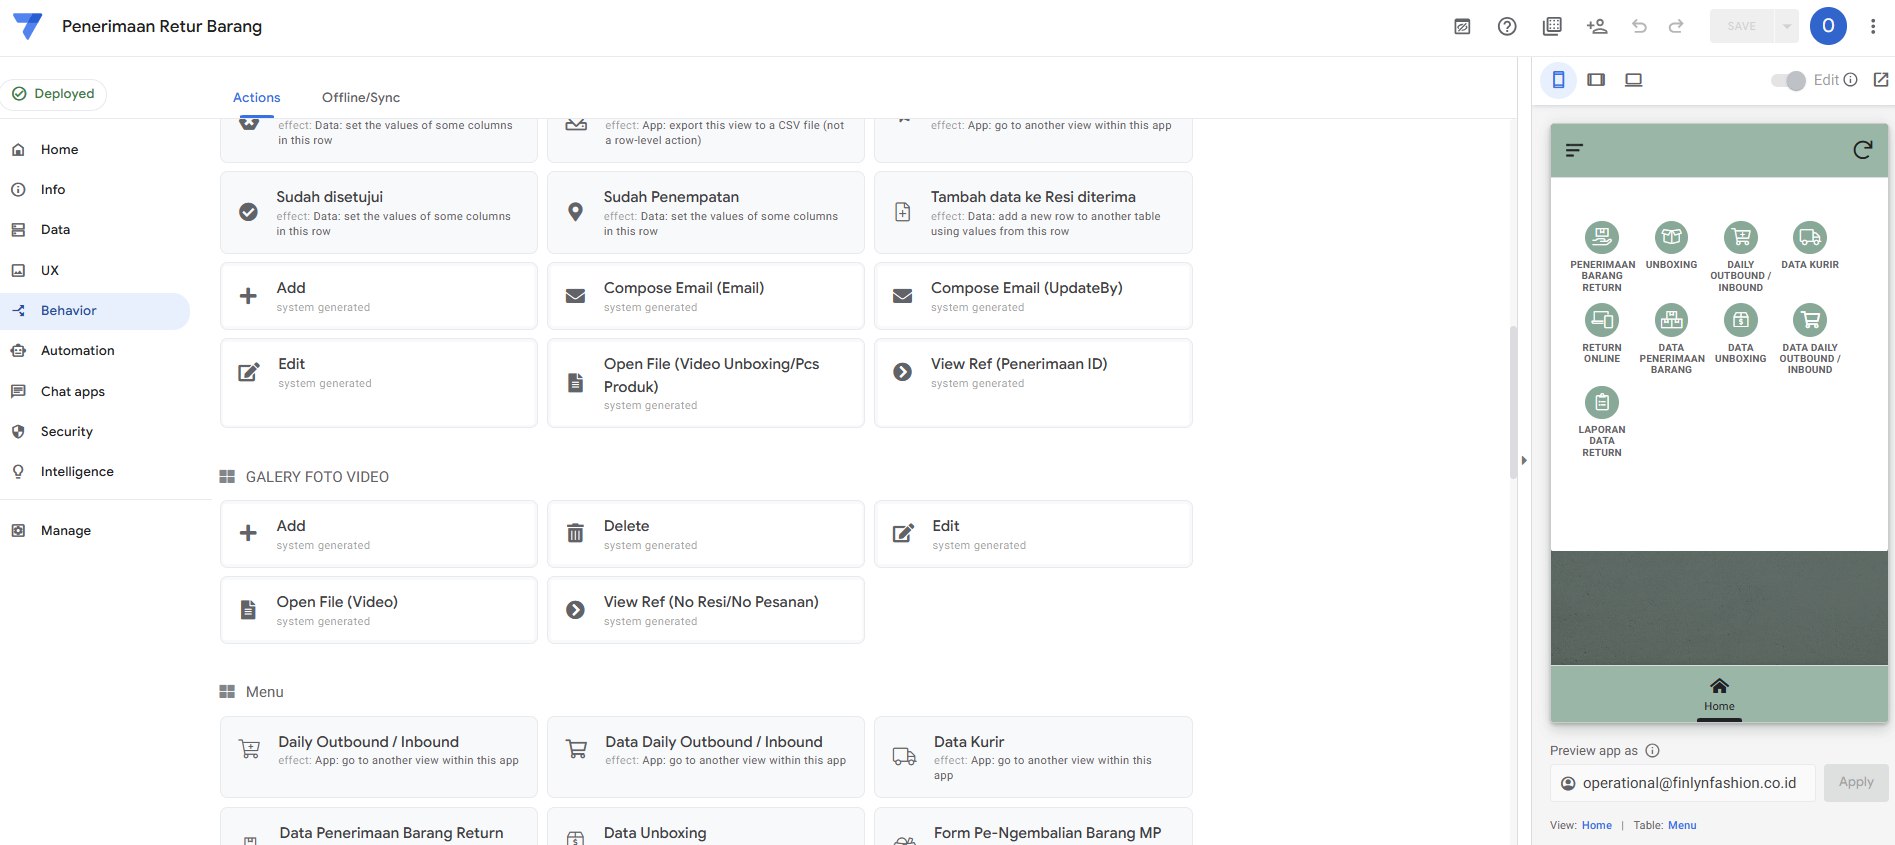 Penerimaan Retur Barang
SAVE
O
Deployed
Actions
Offline/Sync
Edit
Home
Info
Data
UX
Behavior
Automation
Chat apps
Security
Intelligence
Manage
effect: Data: set the values of some columns
in this row
effect: App: export this view to a CSV file (not
a row-level action)
effect: App: go to another view within this app
Sudah disetujui
effect: Data: set the values of some columns
in this row
Sudah Penempatan
effect: Data: set the values of some columns
in this row
Tambah data ke Resi diterima
effect: Data: add a new row to another table
using values from this row
Add
system generated
Compose Email (Email)
system generated
Compose Email (UpdateBy)
system generated
Edit
system generated
Open File (Video Unboxing/Pcs
Produk)
system generated
View Ref (Penerimaan ID)
system generated
GALERY FOTO VIDEO
Add
system generated
Delete
system generated
Edit
system generated
Open File (Video)
system generated
View Ref (No Resi/No Pesanan)
system generated
Menu
Daily Outbound / Inbound
effect: App: go to another view within this app
Data Daily Outbound / Inbound
effect: App: go to another view within this app
Data Kurir
effect: App: go to another view within this
app
Data Penerimaan Barang Return
Data Unboxing
Form Pe-Ngembalian Barang MP
PENERIMAAN
BARANG
RETURN
UNBOXING
DAILY
OUTBOUND /
INBOUND
DATA KURIR
RETURN
ONLINE
DATA
PENERIMAAN
BARANG
DATA
UNBOXING
DATA DAILY
OUTBOUND /
INBOUND
LAPORAN
DATA
RETURN
Home
Preview app as
operational@finlynfashion.co.id
Apply
View: Home | Table: Menu